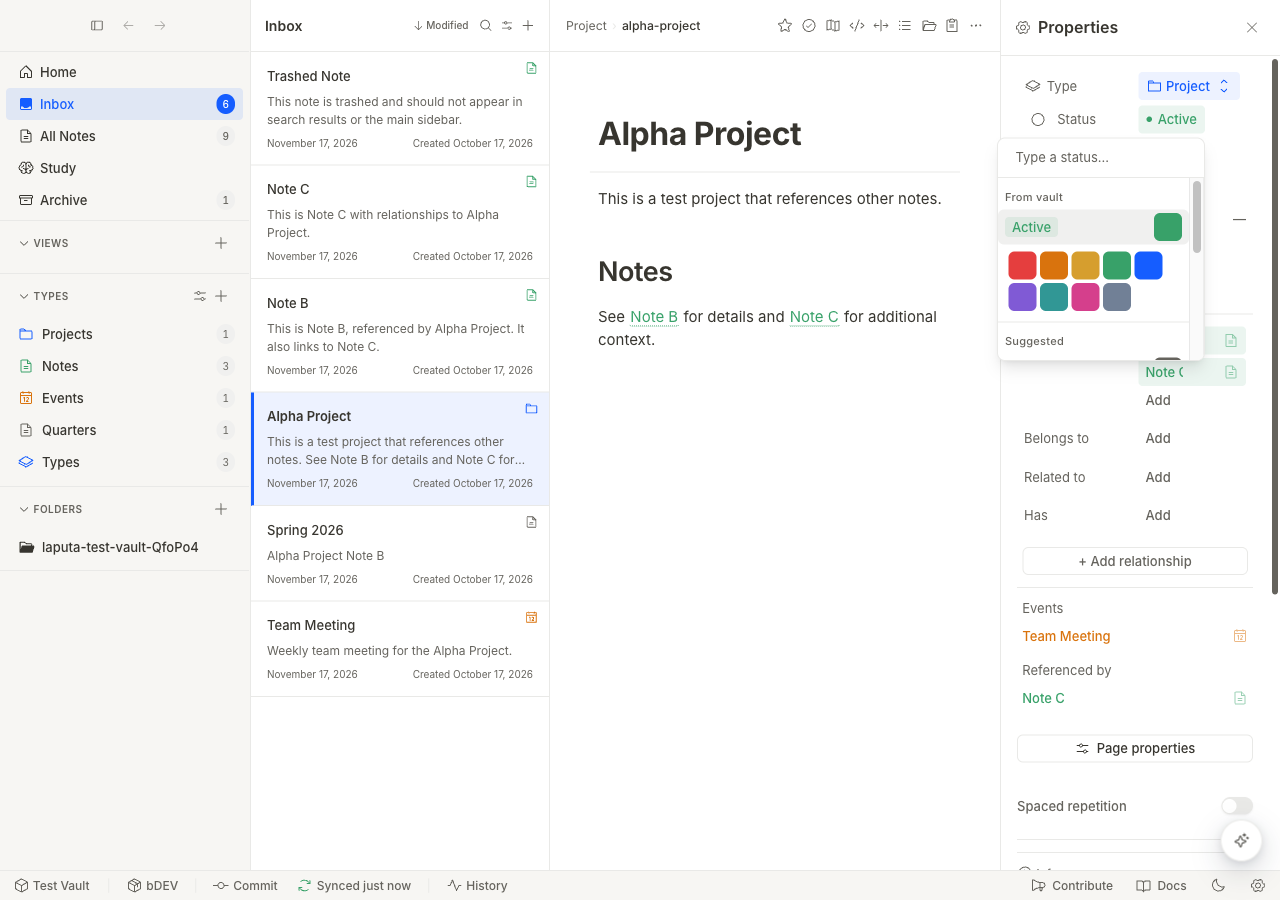 Home
Inbox
6
All Notes
9
Study
Archive
1
VIEWS
TYPES
Projects
1
Notes
3
Events
1
Quarters
1
Types
3
FOLDERS
laputa-test-vault-QfoPo4
Inbox
Modified
Trashed Note
This note is trashed and should not appear in
search results or the main sidebar.
November 17, 2026
Created October 17, 2026
Note C
This is Note C with relationships to Alpha
Project.
November 17, 2026
Created October 17, 2026
Note B
This is Note B, referenced by Alpha Project. It
also links to Note C.
November 17, 2026
Created October 17, 2026
Alpha Project
This is a test project that references other
notes. See Note B for details and Note C for...
November 17, 2026
Created October 17, 2026
Spring 2026
Alpha Project Note B
November 17, 2026
Created October 17, 2026
Team Meeting
Weekly team meeting for the Alpha Project.
November 17, 2026
Created October 17, 2026
Project
alpha-project
Alpha Project
This is a test project that references other notes.
Notes
See Note B for details and Note C for additional
context.
Properties
Type
Project
Status
Active
Type a status...
From vault
Active
Suggested
Note C
Add
Belongs to
Add
Related to
Add
Has
Add
+ Add relationship
Events
Team Meeting
Referenced by
Note C
Page properties
Spaced repetition
Test Vault
bDEV
Commit
Synced just now
History
Contribute
Docs